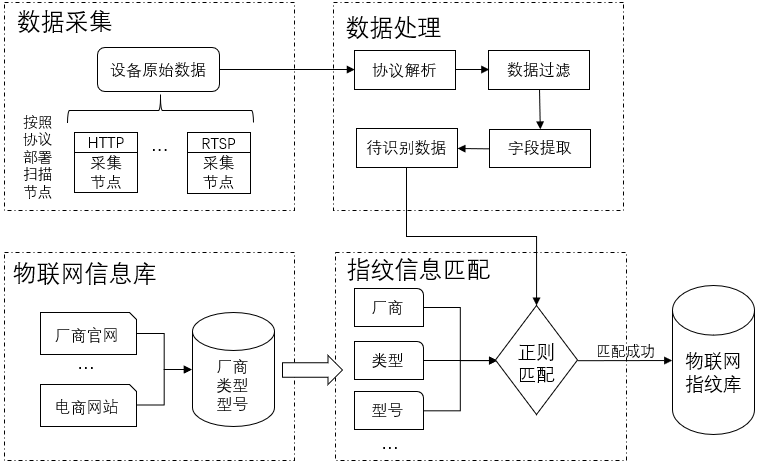 数据采集
设备原始数据
按照
协议
部署
扫描
节点
HTTP
采集
节点
...
RTSP
采集
节点
数据处理
协议解析
数据过滤
待识别数据
字段提取
物联网信息库
厂商官网
...
电商网站
厂商
类型
型号
指纹信息匹配
厂商
类型
型号
...
正则
匹配
匹配成功
物联网
指纹库